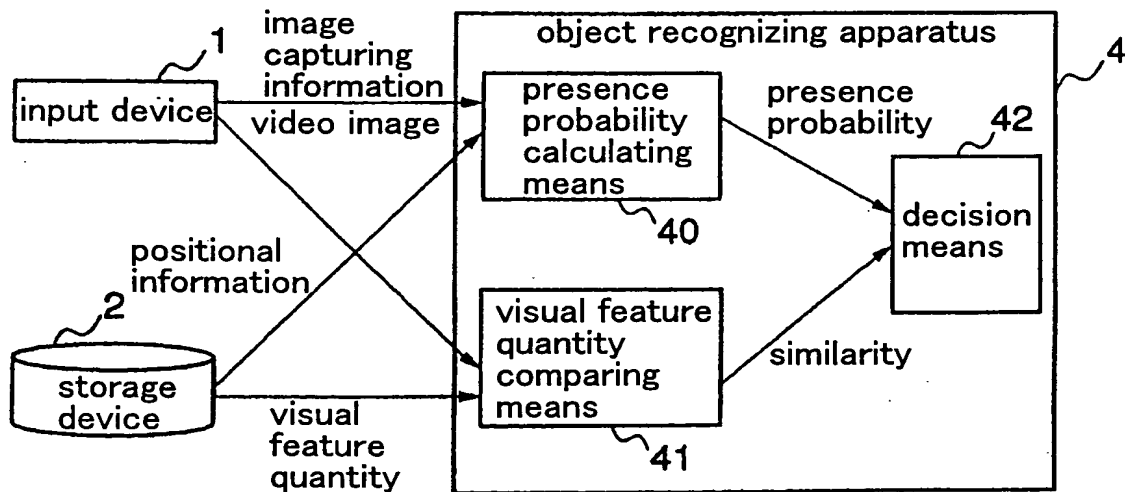 1
input device
image
capturing
information
video image
object recognizing apparatus
4
presence
probability
calculating
means
40
presence
probability
42
decision
means
positional
information
2
storage
device
visual feature
quantity
comparing
means
41
similarity
visual
feature
quantity